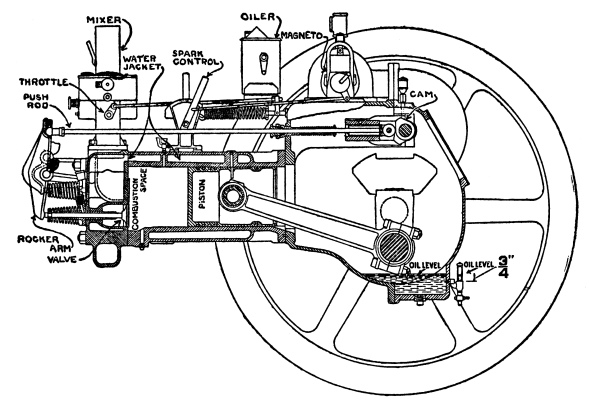 MIXER
OILER
WATER
JACKET
SPARK
CONTROL
MAGNETO
THROTTLE
PUSH
ROD
CAM
COMBUSTION
SPACE
PISTON
ROCKER
ARM
VALVE
OIL LEVEL
OIL LEVEL
3"
4